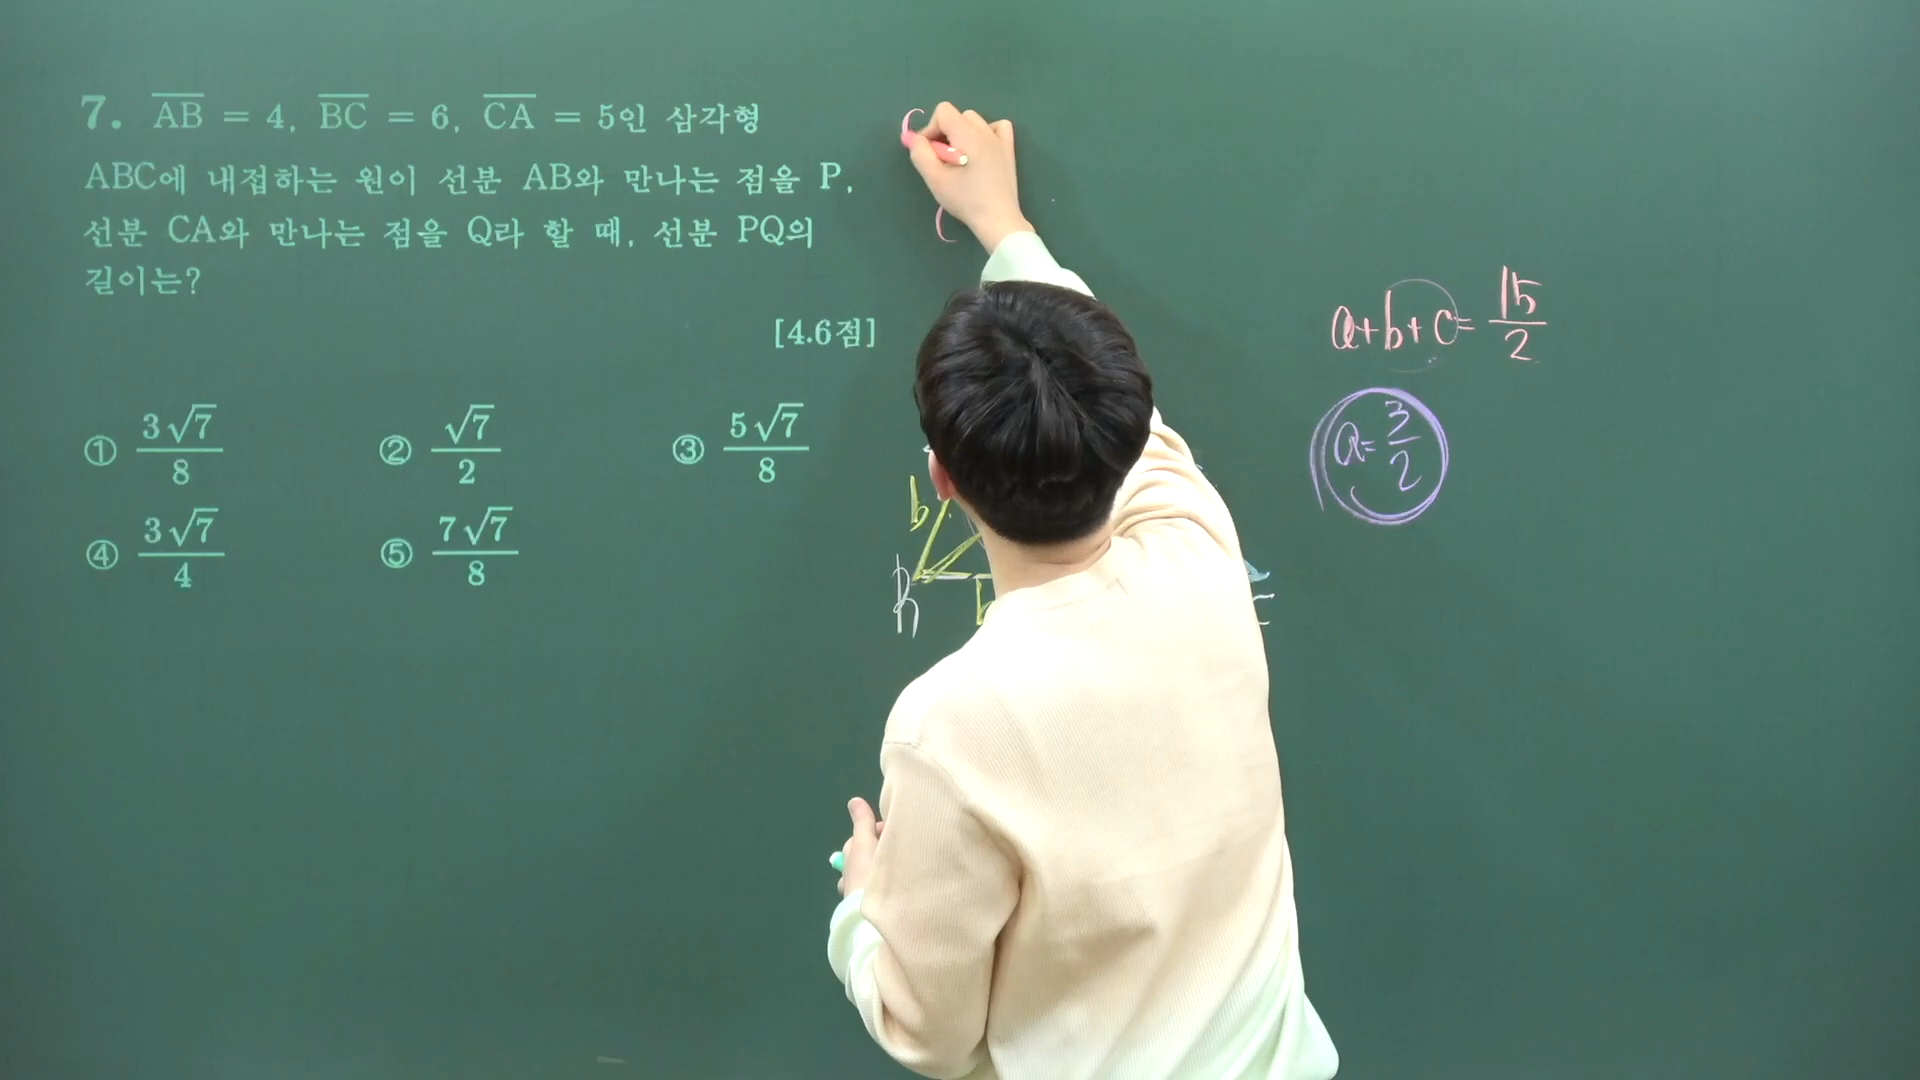 7. AB = 4, BC = 6, CA = 5인 삼각형
ABC에 내접하는 원이 선분 AB와 만나는 점을 P,
선분 CA와 만나는 점을 Q라 할 때, 선분 PQ의
길이는?
[4.6점]
① 3√7/8 ② √7/2 ③ 5√7/8
④ 3√7/4 ⑤ 7√7/8
a+b+c = 15/2
a = 3/2
b